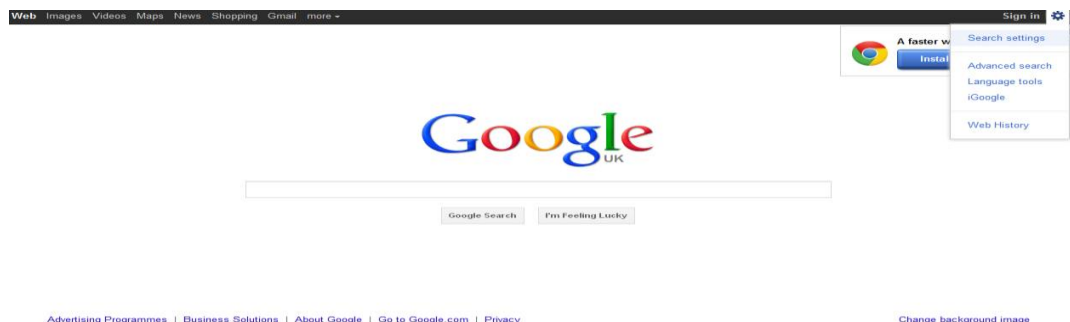 Web Images Videos Maps News Shopping Gmail more
Sign in
Search settings
Advanced search
Language tools
iGoogle
Web History
A faster w
Instal
Google
UK
Google Search
I'm Feeling Lucky
Advertising Programmes | Business Solutions | About Google | Go to Google.com | Privacy
Change background image